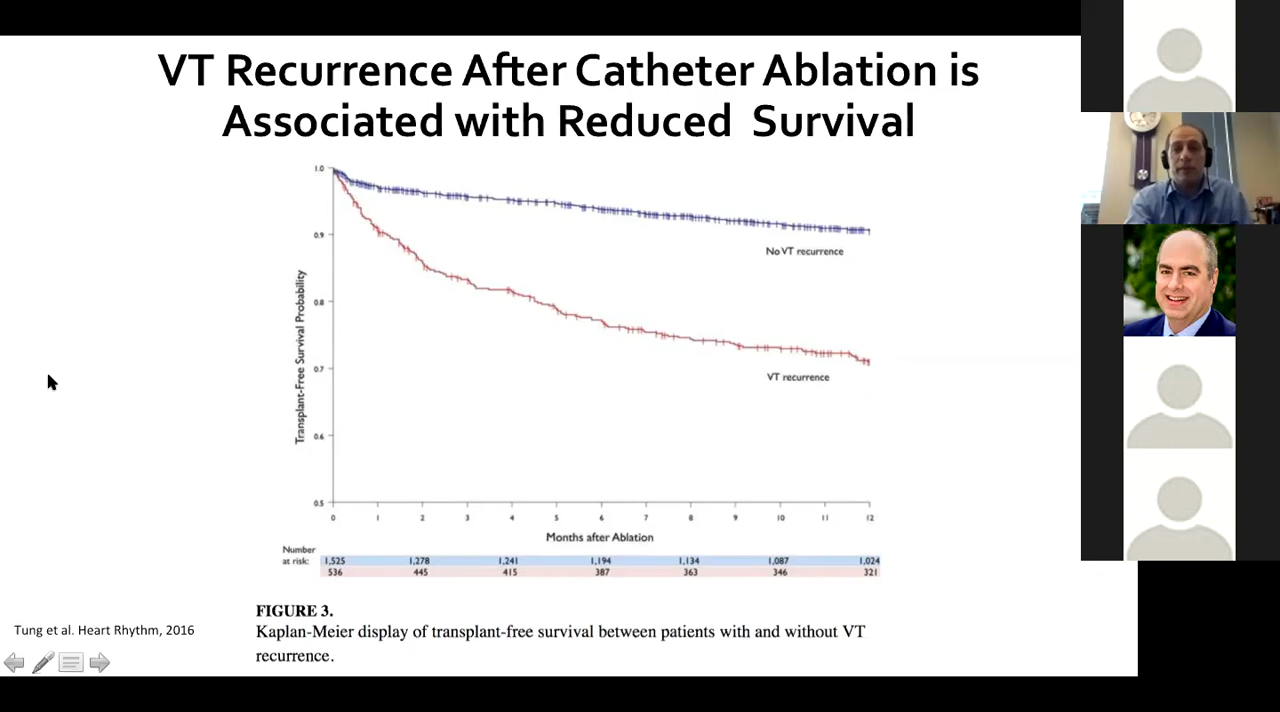 VT Recurrence After Catheter Ablation is
Associated with Reduced Survival
1.0
0.9
0.8
0.7
0.6
0.5
Transplant-Free Survival Probability
No VT recurrence
VT recurrence
0 1 2 3 4 5 6 7 8 9 10 11 12
Months after Ablation
Number
at risk: 1,525 1,278 1,241 1,194 1,134 1,087 1,024
536 445 415 387 363 346 321
FIGURE 3.
Kaplan-Meier display of transplant-free survival between patients with and without VT
recurrence.
Tung et al. Heart Rhythm, 2016